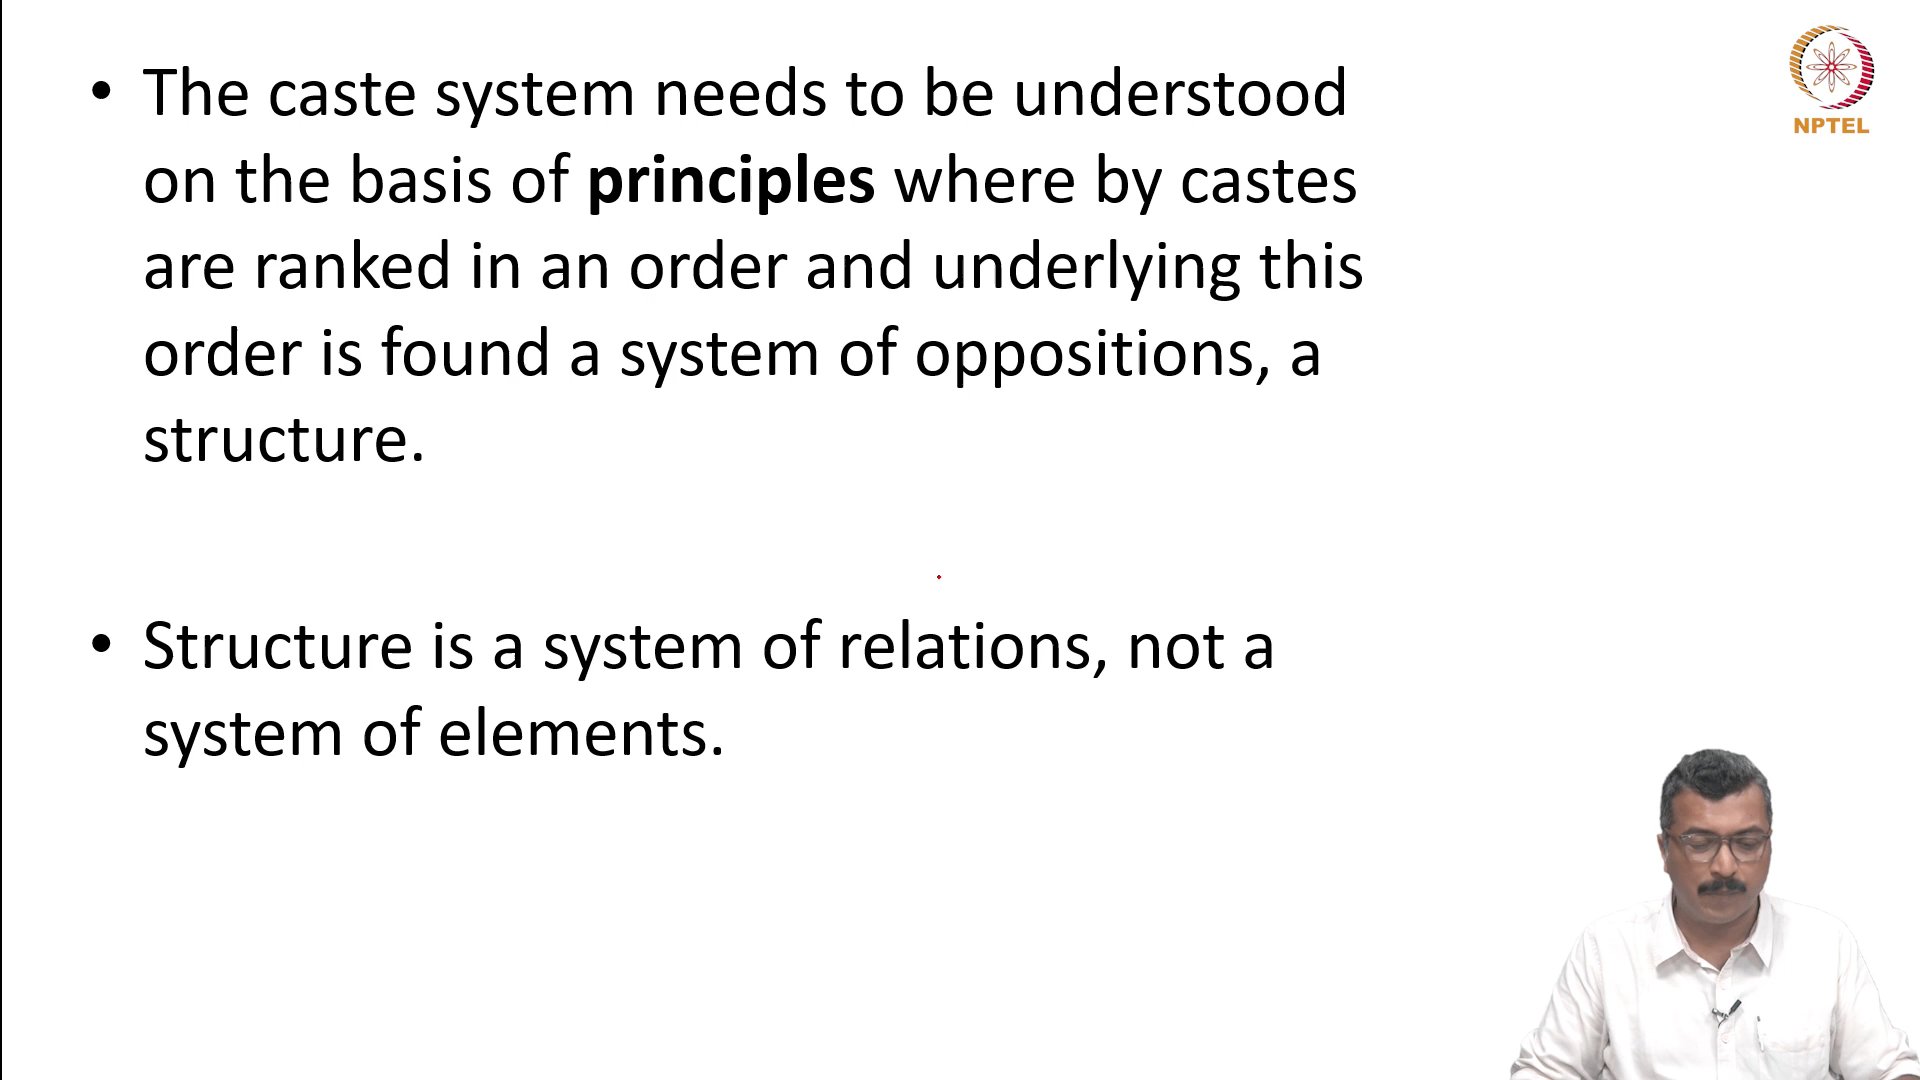 • The caste system needs to be understood
on the basis of principles where by castes
are ranked in an order and underlying this
order is found a system of oppositions, a
structure.
• Structure is a system of relations, not a
system of elements.
NPTEL